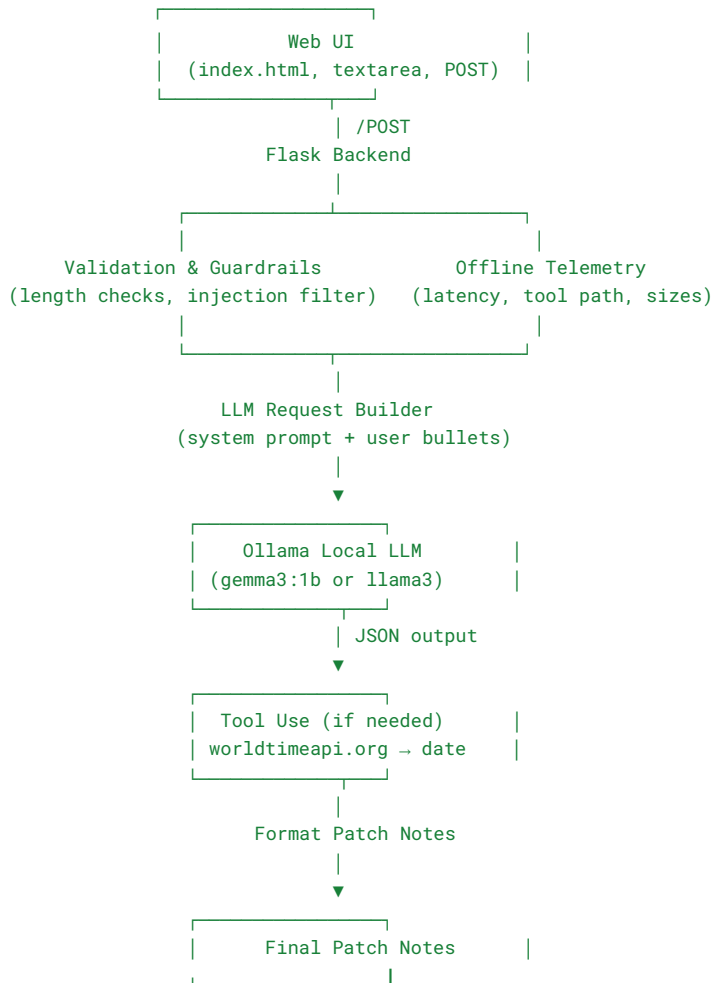 Web UI
(index.html, textarea, POST)
/POST
Flask Backend
Validation & Guardrails Offline Telemetry
(length checks, injection filter) (latency, tool path, sizes)
LLM Request Builder
(system prompt + user bullets)
▼
Ollama Local LLM
(gemma3:1b or llama3)
JSON output
▼
Tool Use (if needed)
worldtimeapi.org → date
Format Patch Notes
▼
Final Patch Notes